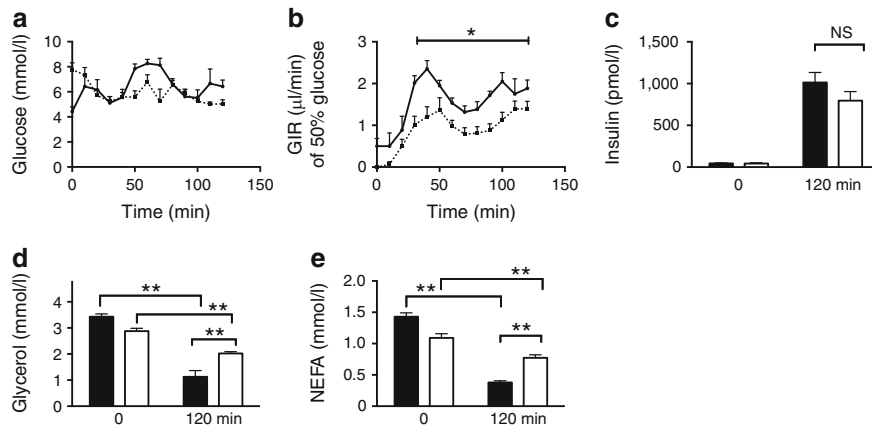 a
Glucose (mmol/l)
10
8
6
4
2
0
0 50 100 150
Time (min)
b
GIR (µl/min)
of 50% glucose
3
2
1
0
*
0 50 100 150
Time (min)
c
Insulin (pmol/l)
1,500
1,000
500
0
NS
0 120 min
d
Glycerol (mmol/l)
4
3
2
1
0
**
**
**
0 120 min
e
NEFA (mmol/l)
2.0
1.5
1.0
0.5
0.0
**
**
**
0 120 min